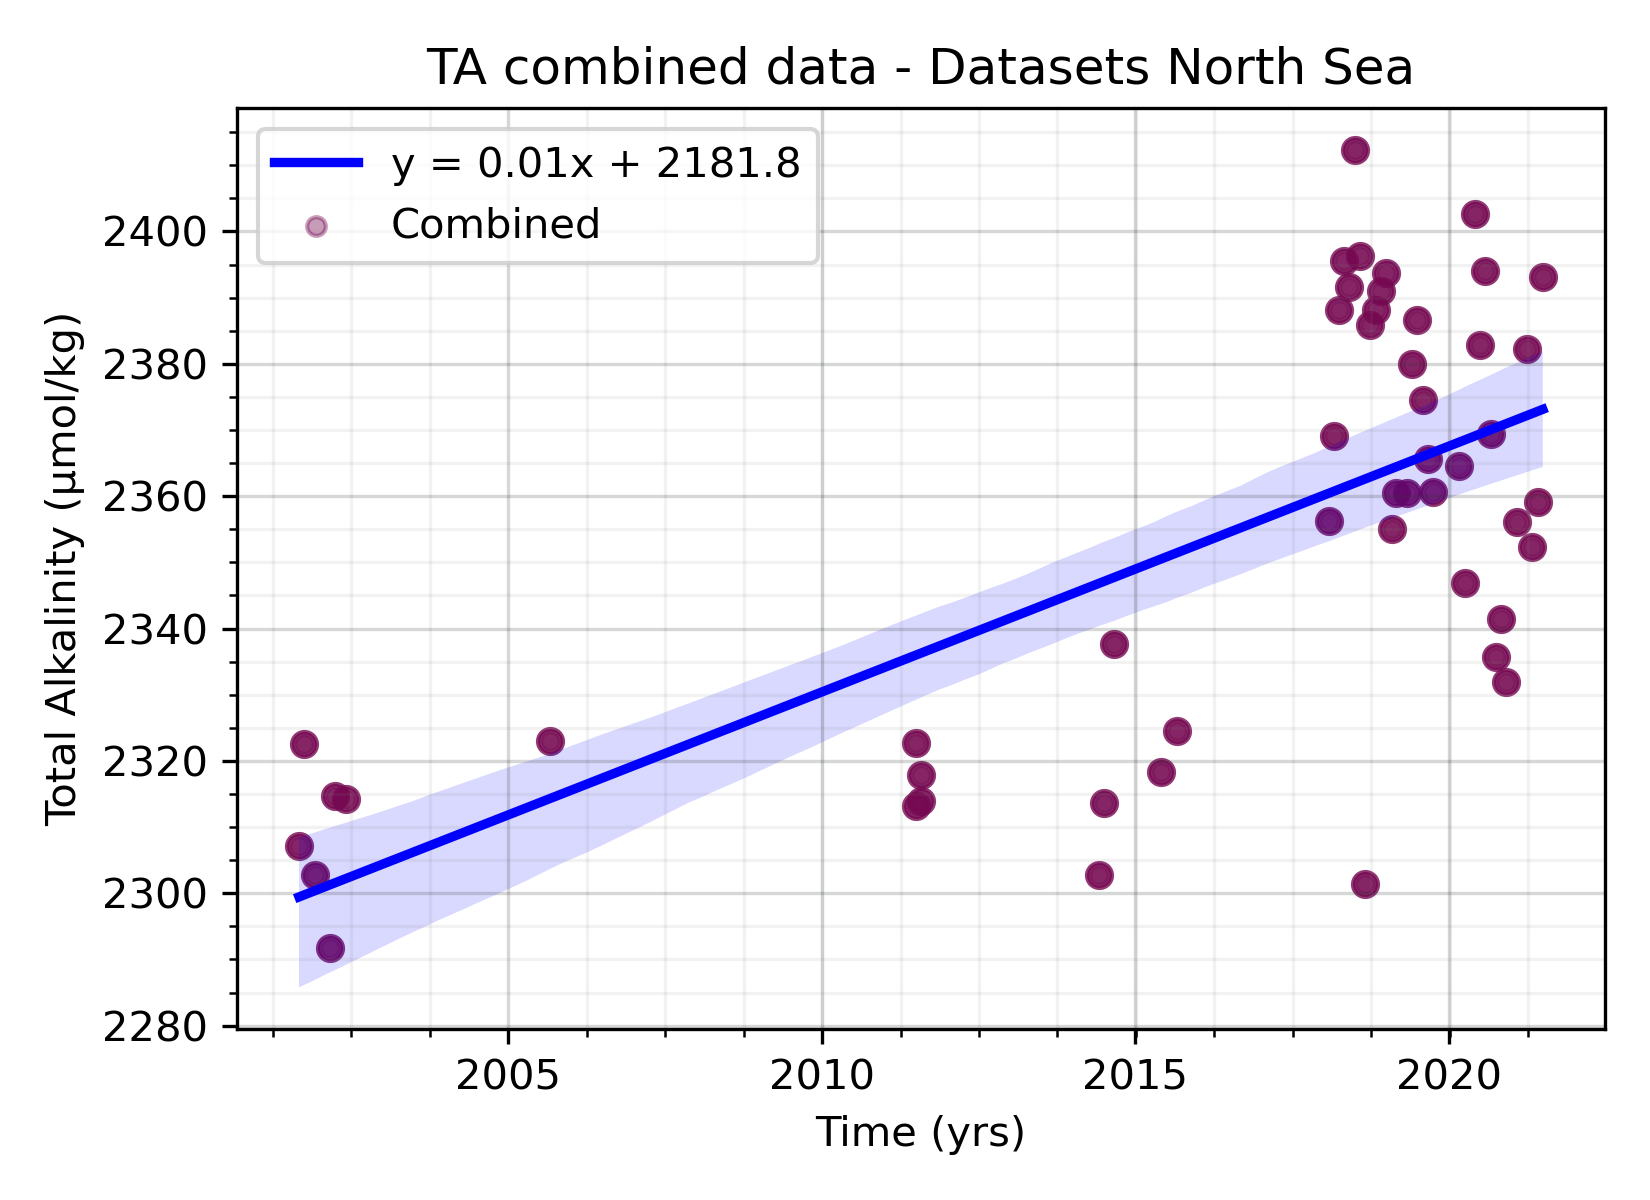 TA combined data - Datasets North Sea
y = 0.01x + 2181.8
Combined
Total Alkalinity (μmol/kg)
2400
2380
2360
2340
2320
2300
2280
2005
2010
2015
2020
Time (yrs)